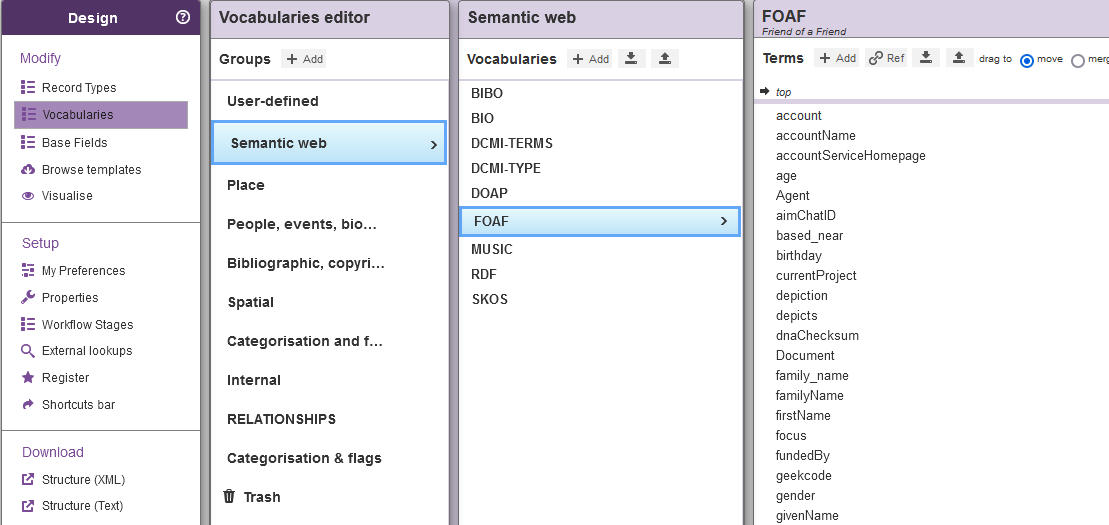 Design
Modify
Record Types
Vocabularies
Base Fields
Browse templates
Visualise
Setup
My Preferences
Properties
Workflow Stages
External lookups
Register
Shortcuts bar
Download
Structure (XML)
Structure (Text)
Vocabularies editor
Groups + Add
User-defined
Semantic web
Place
People, events, bio…
Bibliographic, copyri…
Spatial
Categorisation and f…
Internal
RELATIONSHIPS
Categorisation & flags
Trash
Semantic web
Vocabularies + Add
BIBO
BIO
DCMI-TERMS
DCMI-TYPE
DOAP
FOAF
MUSIC
RDF
SKOS
FOAF
Friend of a Friend
Terms + Add Ref drag to move merg
top
account
accountName
accountServiceHomepage
age
Agent
aimChatID
based_near
birthday
currentProject
depiction
depicts
dnaChecksum
Document
family_name
familyName
firstName
focus
fundedBy
geekcode
gender
givenName